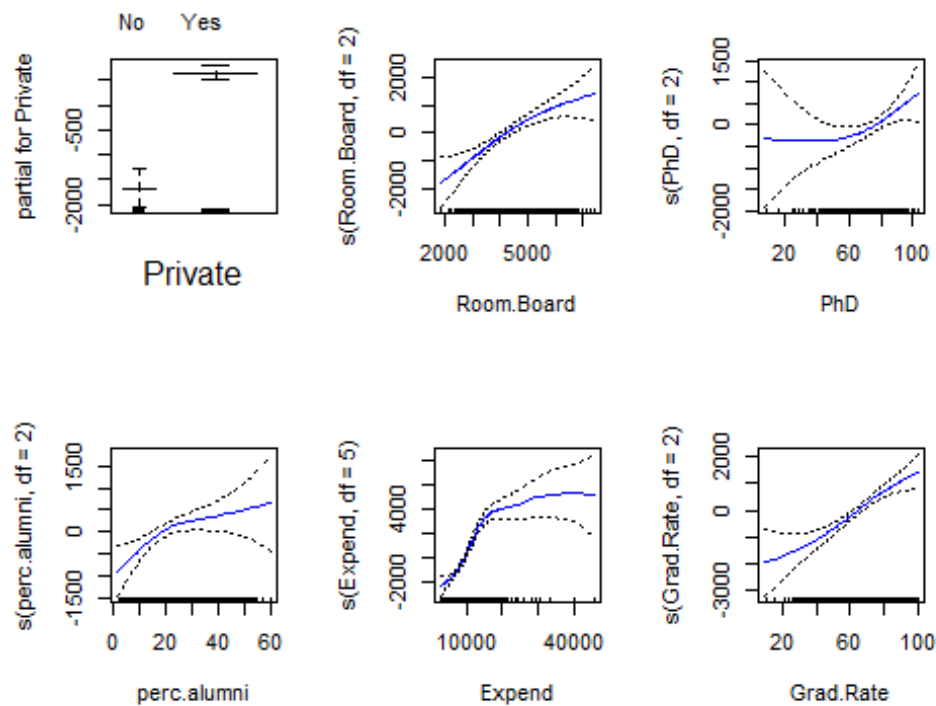 No Yes
partial for Private
-2000 -500
Private
s(Room.Board, df = 2)
-2000 0 2000
2000 5000
Room.Board
s(PhD, df = 2)
-2000 0 1500
20 60 100
PhD
s(perc.alumni, df = 2)
-1500 0 1500
0 20 40 60
perc.alumni
s(Expend, df = 5)
-2000 4000
10000 40000
Expend
s(Grad.Rate, df = 2)
-3000 0 2000
20 60 100
Grad.Rate